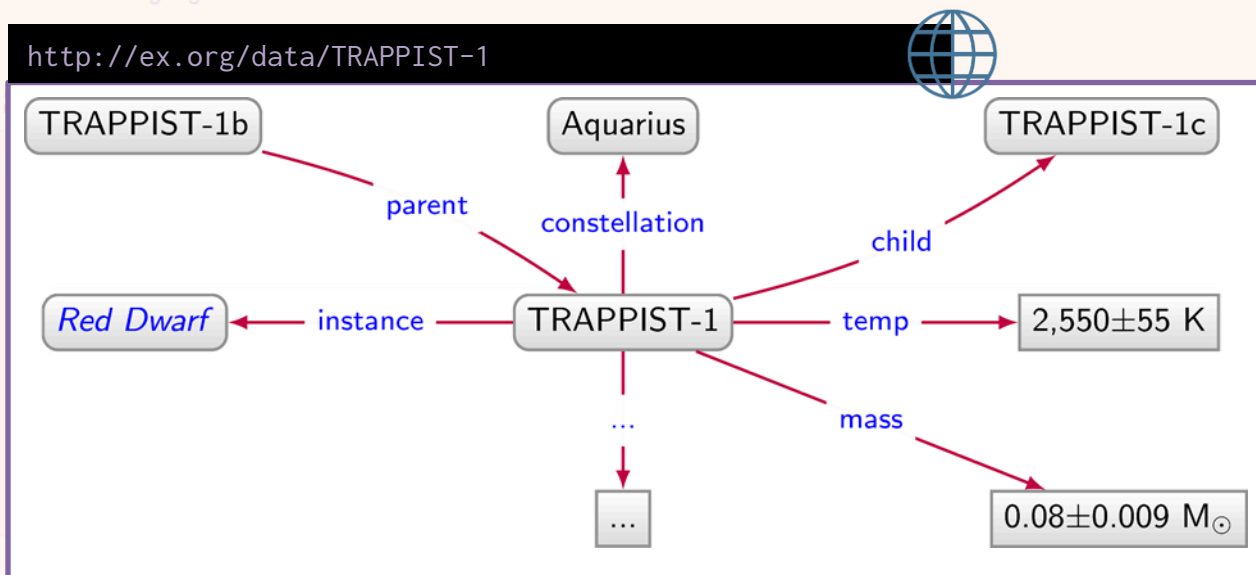 http://ex.org/data/TRAPPIST-1
TRAPPIST-1b
Aquarius
TRAPPIST-1c
parent
constellation
child
Red Dwarf
instance
TRAPPIST-1
temp
2,550±55 K
...
mass
...
0.08±0.009 M☉